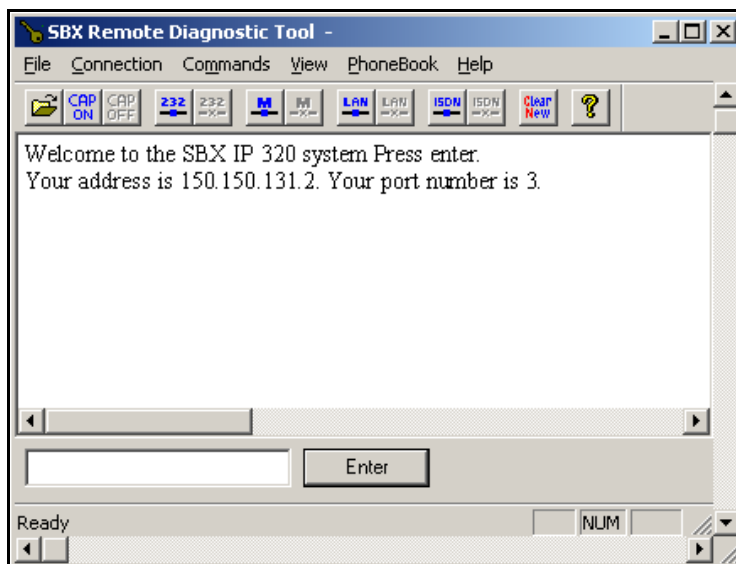 SBX Remote Diagnostic Tool -
File Connection Commands View PhoneBook Help
CAP ON CAP OFF 232 232 M M LAN LAN ISDN ISDN Clear New ?
Welcome to the SBX IP 320 system Press enter.
Your address is 150.150.131.2. Your port number is 3.
Enter
Ready NUM